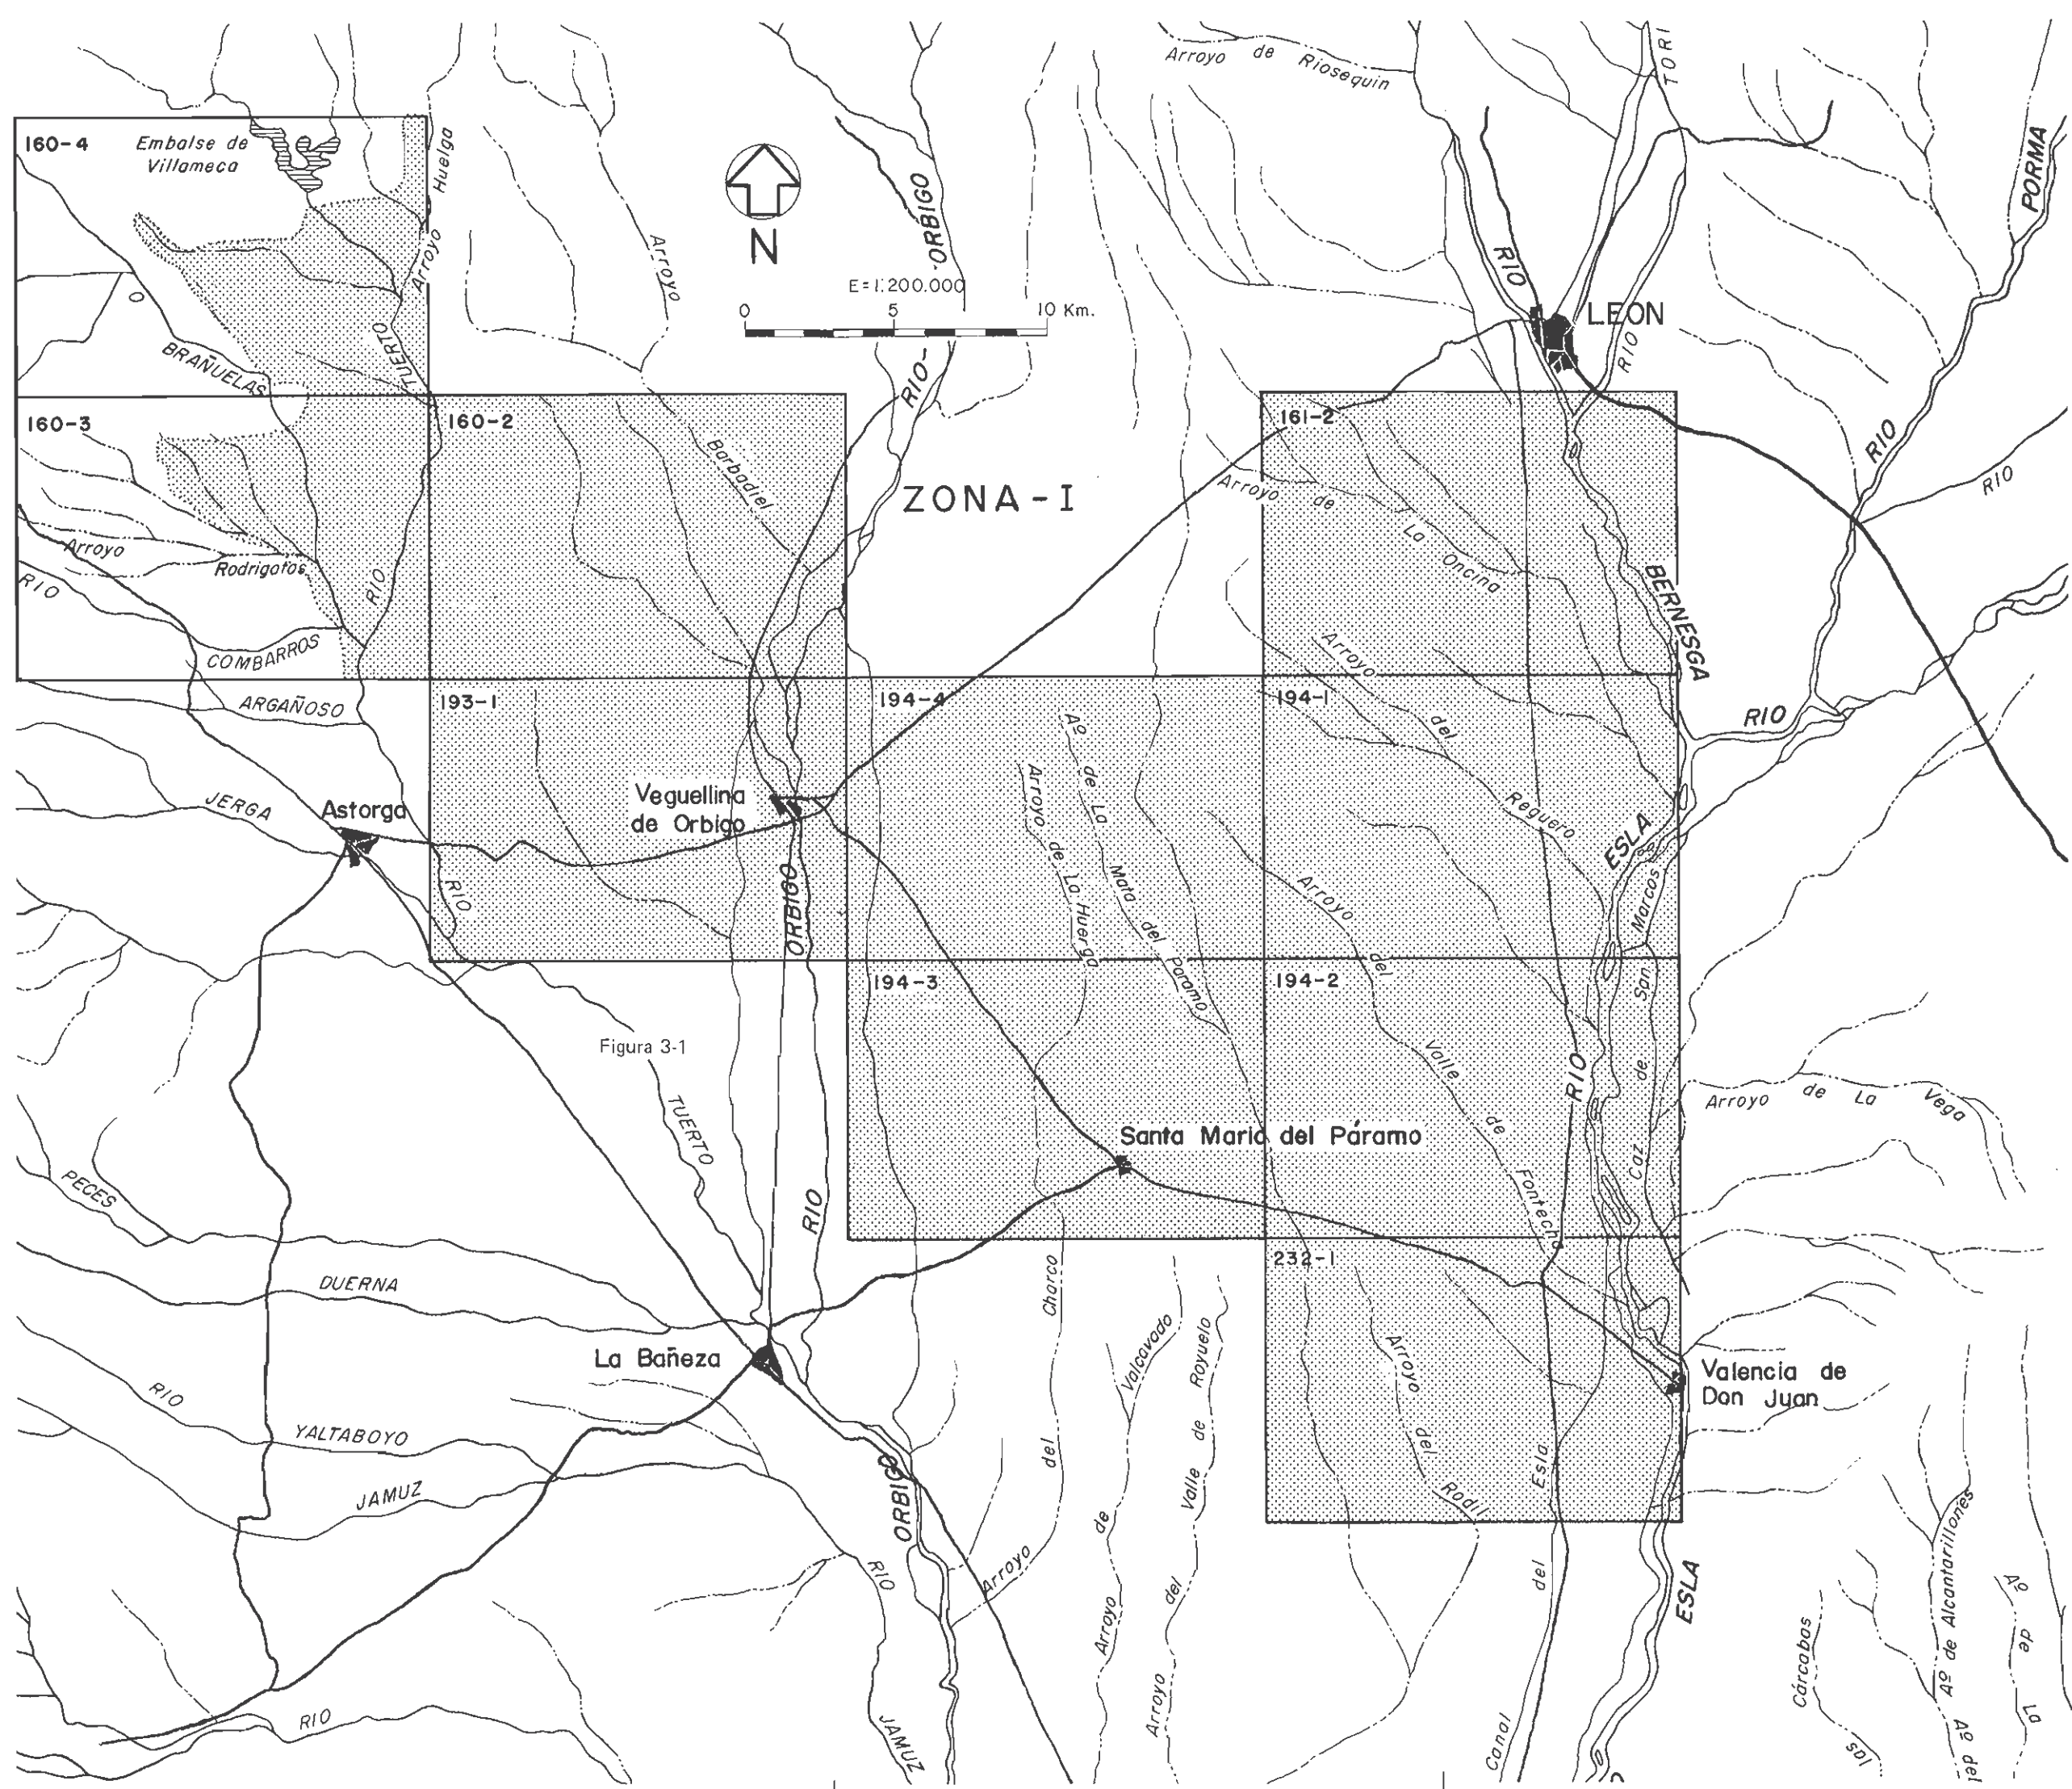 Arroyo de Riosequin
TORI
160-4
Embalse de
Villameca
Huelga
Arroyo
TUERTO
O
BRAÑUELAS
Arroyo
N
E=1:200.000
0 5 10 Km.
ORBIGO
RIO
RIO
LEON
RIO
PORMA
RIO
RIO
160-3
160-2
161-2
Barbadiel
ZONA-I
Arroyo de La Oncina
Arroyo
Rodrigatos
RIO
RIO
COMBARROS
BERNESGA
ARGAÑOSO
193-1
194-4
194-1
RIO
Aº de La Mata del Paramo
Arroyo de La Huerga
Arroyo del Reguero
JERGA
Astorga
Veguellina
de Orbigo
ESLA
RIO
ORBIGO
Arroyo del Valle de Fontecha
Caz de San Marcos
194-3
194-2
Figura 3-1
TUERTO
RIO
Arroyo de La Vega
Santa Maria del Páramo
PECES
RIO
DUERNA
232-1
La Bañeza
Valencia de
Don Juan
RIO
YALTABOYO
JAMUZ
ORBIGO
RIO
JAMUZ
Arroyo del Charco
Arroyo de Valcavado
Arroyo del Valle de Royuelo
Arroyo del Rodil
Canal del Esla
ESLA
Cárcabas
las
Aº de Alcantarillones
Aº del
Aº de La
RIO